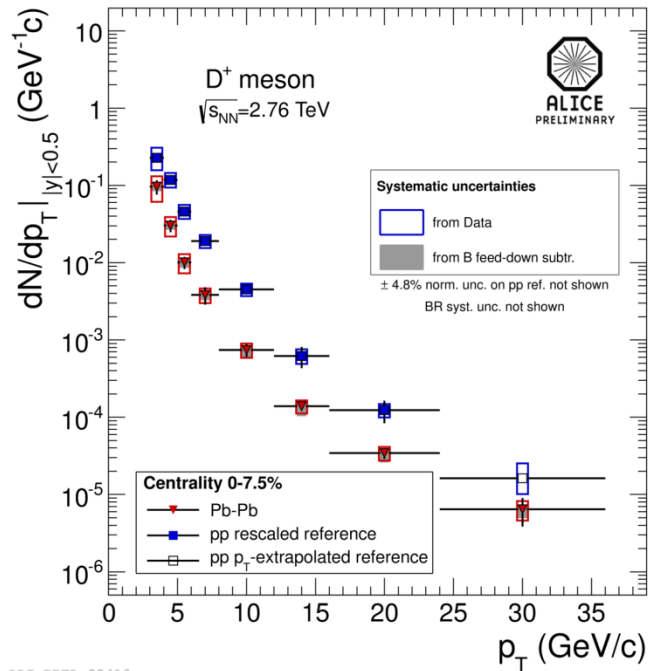 D⁺ meson
√s_NN=2.76 TeV
ALICE
PRELIMINARY
dN/dp_T|_|y|<0.5 (GeV⁻¹c)
10
1
10⁻¹
10⁻²
10⁻³
10⁻⁴
10⁻⁵
10⁻⁶
Systematic uncertainties
from Data
from B feed-down subtr.
± 4.8% norm. unc. on pp ref. not shown
BR syst. unc. not shown
Centrality 0-7.5%
Pb-Pb
pp rescaled reference
pp p_T-extrapolated reference
0 5 10 15 20 25 30 35
p_T (GeV/c)